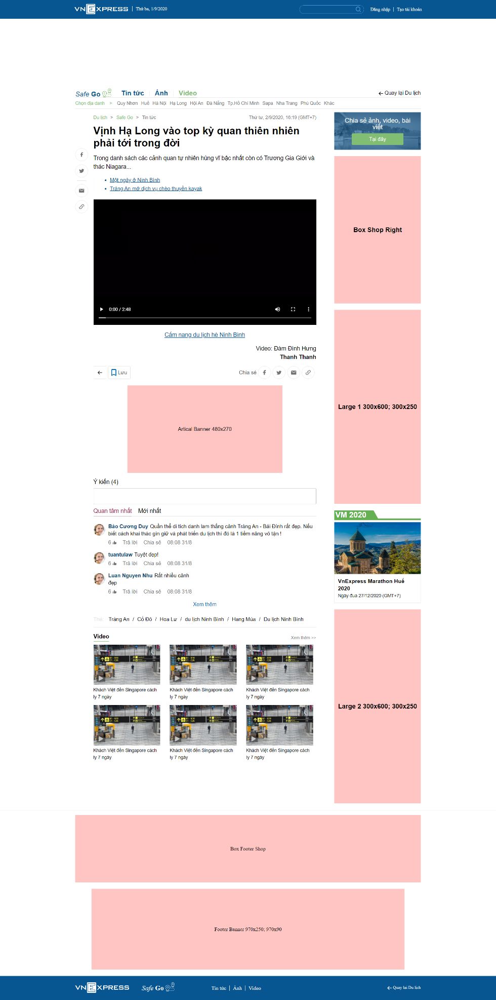 VNEXPRESS | Thứ ba, 1/9/2020
Đăng nhập | Tạo tài khoản
Safe Go
Tin tức
Ảnh
Video
Quay lại Du lịch
Chọn địa danh > Quy Nhơn Huế Hà Nội Hạ Long Hội An Đà Nẵng Tp.Hồ Chí Minh Sapa Nha Trang Phú Quốc Khác
Du lịch > Safe Go > Tin tức
Thứ tư, 2/9/2020, 16:19 (GMT+7)
Vịnh Hạ Long vào top kỳ quan thiên nhiên
phải tới trong đời
Trong danh sách các cảnh quan tự nhiên hùng vĩ bậc nhất còn có Trương Gia Giới và
thác Niagara...
Một ngày ở Ninh Bình
Tràng An mở dịch vụ chèo thuyền kayak
0:00 / 2:48
Cẩm nang du lịch hè Ninh Bình
Video: Đàm Đình Hưng
Thanh Thanh
Lưu
Chia sẻ
Artical Banner 480x270
Ý kiến (4)
Quan tâm nhất
Mới nhất
Bảo Cương Duy Quần thể di tích danh lam thắng cảnh Tràng An - Bái Đính rất đẹp. Nếu
biết cách khai thác gìn giữ và phát triển du lịch thì đó là 1 tiềm năng vô tận !
6 Trả lời Chia sẻ 08:08 31/8
tuantulaw Tuyệt đẹp!
6 Trả lời Chia sẻ 08:08 31/8
Luan Nguyen Nhu Rất nhiều cảnh
đẹp
6 Trả lời Chia sẻ 08:08 31/8
Xem thêm
Thẻ: Tràng An / Cố Đô / Hoa Lư / du lịch Ninh Bình / Hang Múa / Du lịch Ninh Bình
Video
Xem thêm >>
Khách Việt đến Singapore cách
ly 7 ngày
Khách Việt đến Singapore cách
ly 7 ngày
Khách Việt đến Singapore cách
ly 7 ngày
Khách Việt đến Singapore cách
ly 7 ngày
Khách Việt đến Singapore cách
ly 7 ngày
Khách Việt đến Singapore cách
ly 7 ngày
Chia sẻ ảnh, video, bài
viết
Tại đây
Box Shop Right
Large 1 300x600; 300x250
VM 2020
VnExpress Marathon Huế
2020
Ngày đua 27/12/2020 (GMT+7)
Large 2 300x600; 300x250
Box Footer Shop
Footer Banner 970x250; 970x90
VNEXPRESS
Safe Go
Tin tức | Ảnh | Video
Quay lại Du lịch